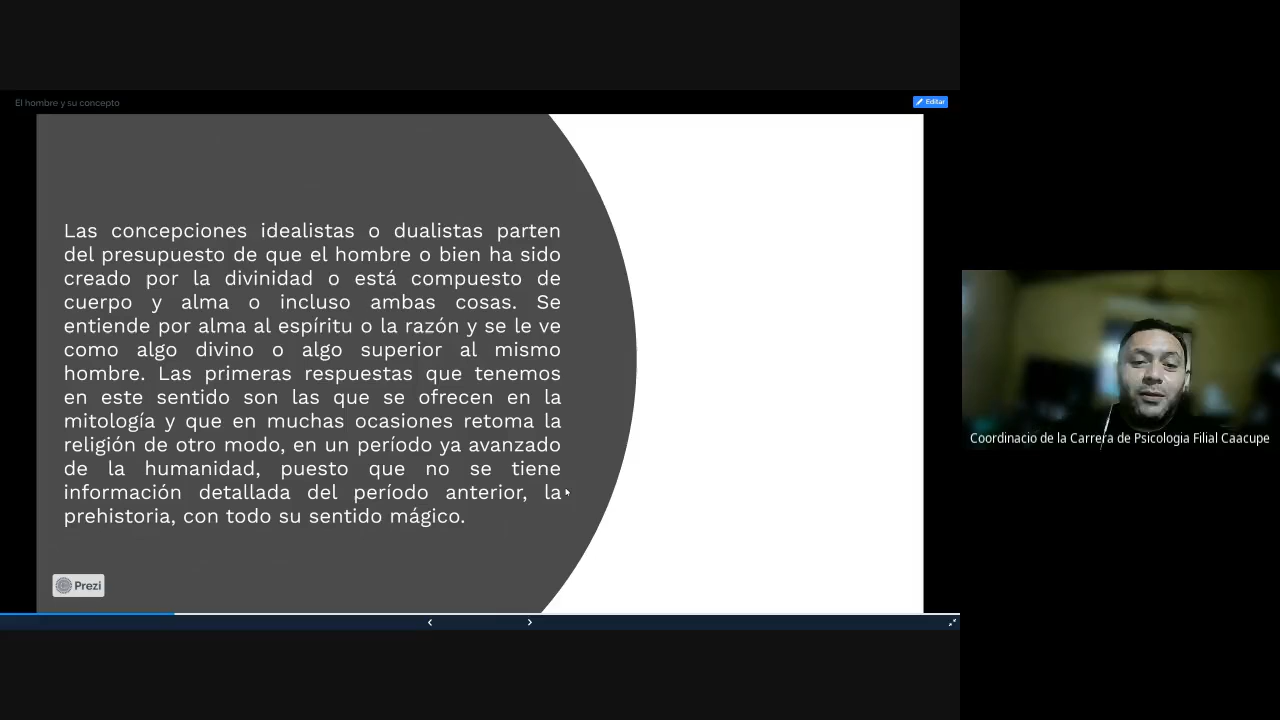 El hombre y su concepto
Editar
Las concepciones idealistas o dualistas parten
del presupuesto de que el hombre o bien ha sido
creado por la divinidad o está compuesto de
cuerpo y alma o incluso ambas cosas. Se
entiende por alma al espíritu o la razón y se le ve
como algo divino o algo superior al mismo
hombre. Las primeras respuestas que tenemos
en este sentido son las que se ofrecen en la
mitología y que en muchas ocasiones retoma la
religión de otro modo, en un período ya avanzado
de la humanidad, puesto que no se tiene
información detallada del período anterior, la
prehistoria, con todo su sentido mágico.
Prezi
Coordinacio de la Carrera de Psicologia Filial Caacupe